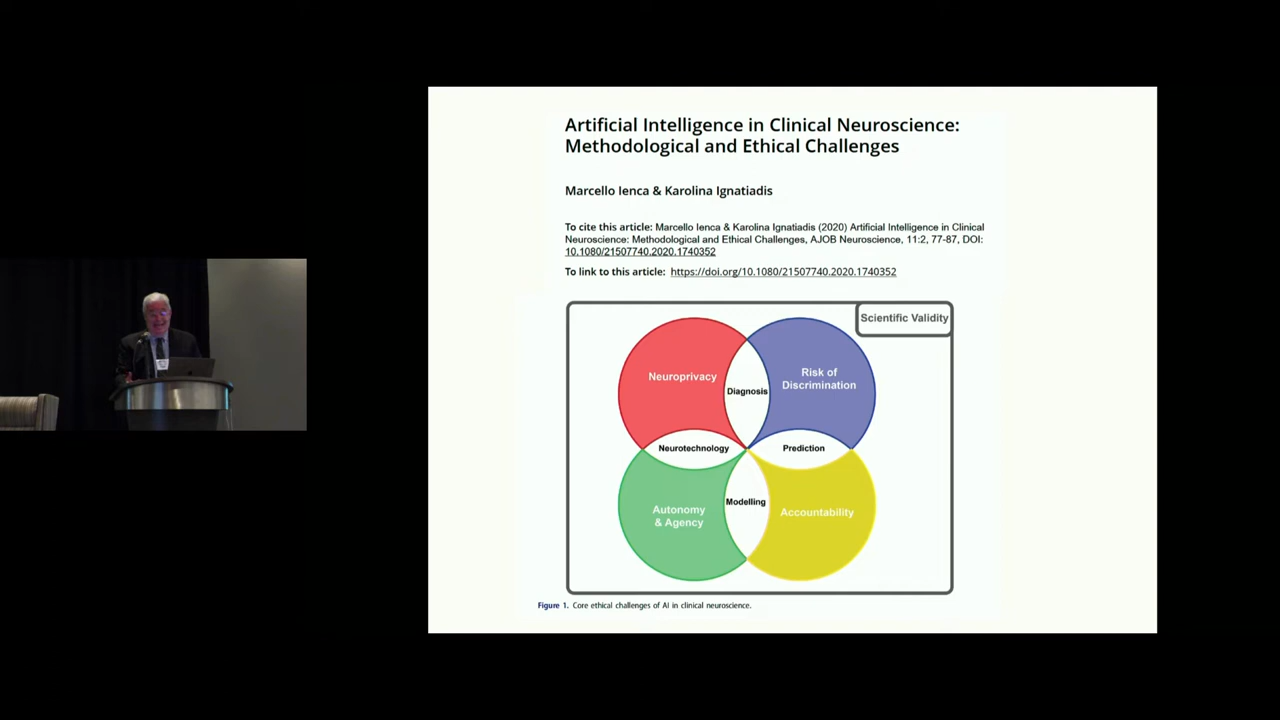 Artificial Intelligence in Clinical Neuroscience:
Methodological and Ethical Challenges
Marcello Ienca & Karolina Ignatiadis
To cite this article: Marcello Ienca & Karolina Ignatiadis (2020) Artificial Intelligence in Clinical
Neuroscience: Methodological and Ethical Challenges, AJOB Neuroscience, 11:2, 77-87, DOI:
10.1080/21507740.2020.1740352
To link to this article: https://doi.org/10.1080/21507740.2020.1740352
Scientific Validity
Neuroprivacy
Diagnosis
Risk of
Discrimination
Neurotechnology
Prediction
Autonomy
& Agency
Modelling
Accountability
Figure 1. Core ethical challenges of AI in clinical neuroscience.